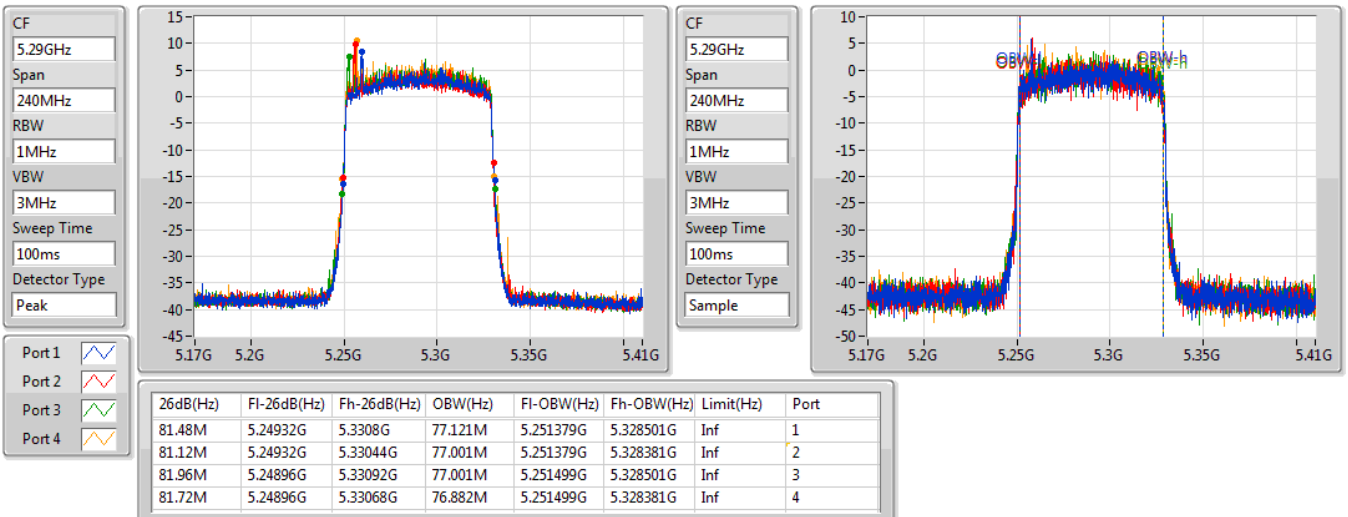 CF
5.29GHz
Span
240MHz
RBW
1MHz
VBW
3MHz
Sweep Time
100ms
Detector Type
Peak
15
10
5
0
-5
-10
-15
-20
-25
-30
-35
-40
-45
5.17G 5.2G 5.25G 5.3G 5.35G 5.41G
CF
5.29GHz
Span
240MHz
RBW
1MHz
VBW
3MHz
Sweep Time
100ms
Detector Type
Sample
10
5
0
-5
-10
-15
-20
-25
-30
-35
-40
-45
-50
OBW-h
5.17G 5.2G 5.25G 5.3G 5.35G 5.41G
Port 1
Port 2
Port 3
Port 4
26dB(Hz) Fl-26dB(Hz) Fh-26dB(Hz) OBW(Hz) Fl-OBW(Hz) Fh-OBW(Hz) Limit(Hz) Port
81.48M 5.24932G 5.3308G 77.121M 5.251379G 5.328501G Inf 1
81.12M 5.24932G 5.33044G 77.001M 5.251379G 5.328381G Inf 2
81.96M 5.24896G 5.33092G 77.001M 5.251499G 5.328501G Inf 3
81.72M 5.24896G 5.33068G 76.882M 5.251499G 5.328381G Inf 4